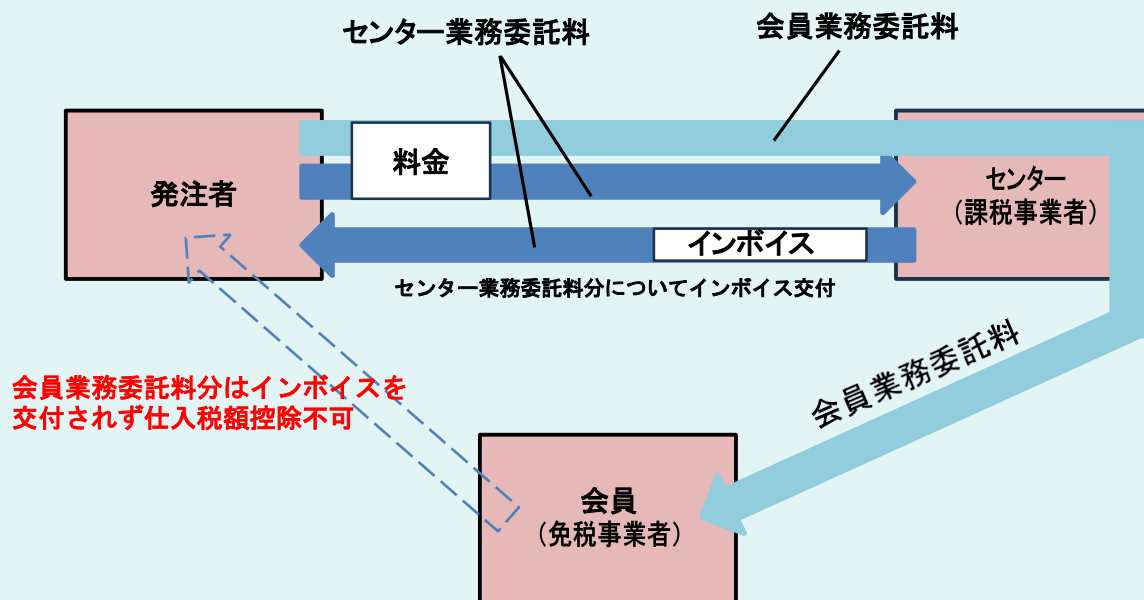 センター業務委託料
会員業務委託料
発注者
料金
センター
（課税事業者）
インボイス
センター業務委託料分についてインボイス交付
会員業務委託料
会員業務委託料分はインボイスを
交付されず仕入税額控除不可
会員
（免税事業者）